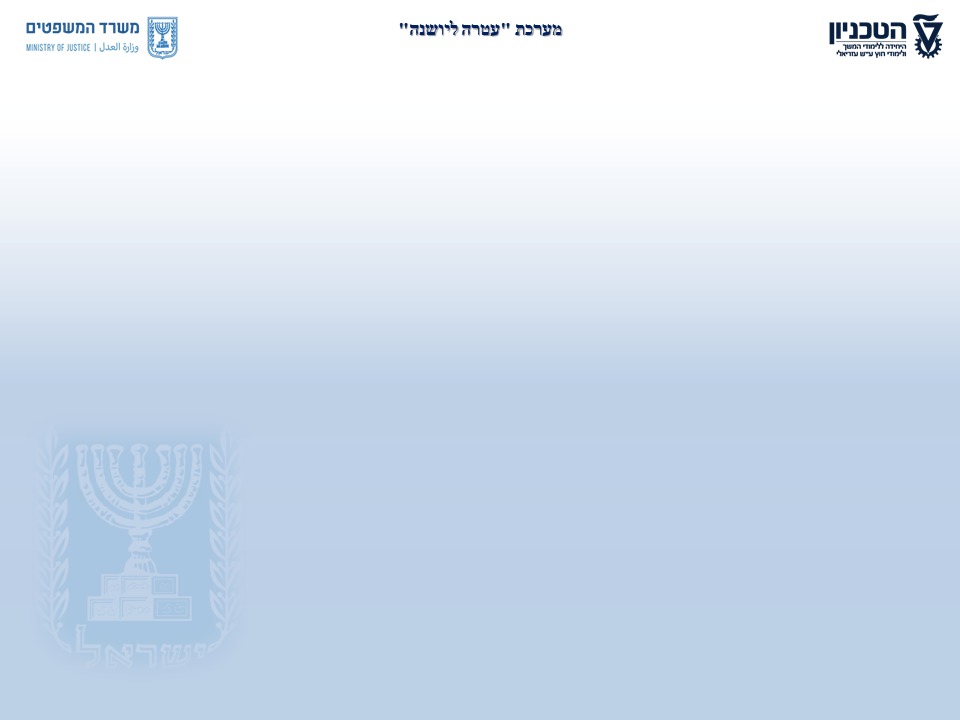 הטכניון
היחידה ללימודי המשך
ולימודי חוץ ע״ש עזריאלי
מערכת "עטרה ליושנה"
משרד המשפטים
MINISTRY OF JUSTICE | وزارة العدل
ישראל